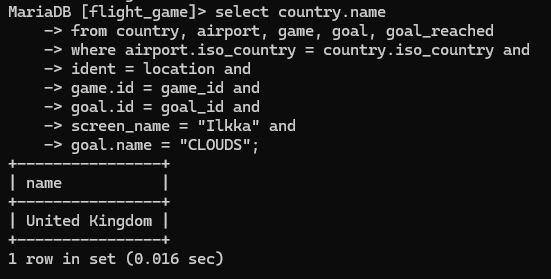 MariaDB [flight_game]> select country.name
    -> from country, airport, game, goal, goal_reached
    -> where airport.iso_country = country.iso_country and
    -> ident = location and
    -> game.id = game_id and
    -> goal.id = goal_id and
    -> screen_name = "Ilkka" and
    -> goal.name = "CLOUDS";
+----------------+
| name           |
+----------------+
| United Kingdom |
+----------------+
1 row in set (0.016 sec)